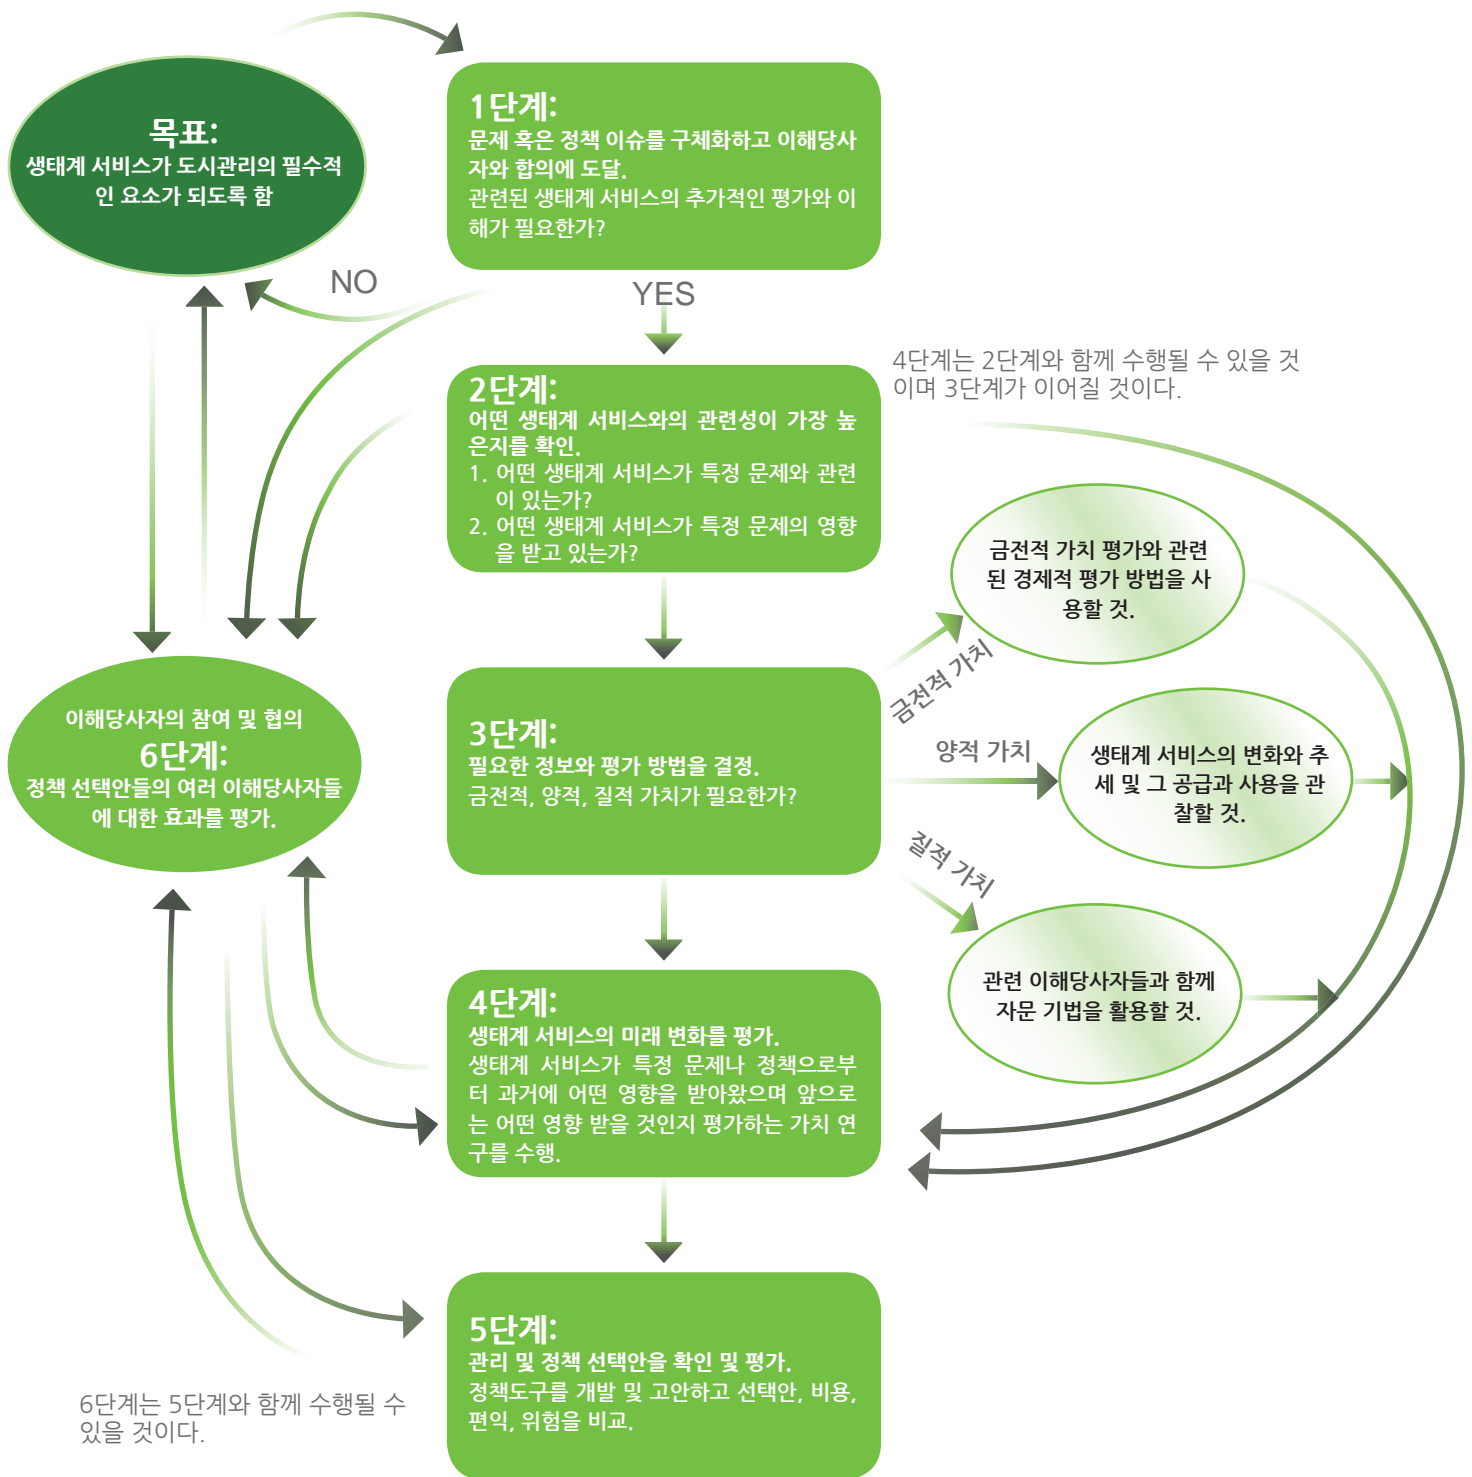 목표:
생태계 서비스가 도시관리의 필수적
인 요소가 되도록 함
1단계:
문제 혹은 정책 이슈를 구체화하고 이해당사
자와 합의에 도달.
관련된 생태계 서비스의 추가적인 평가와 이
해가 필요한가?
NO
YES
2단계:
어떤 생태계 서비스와의 관련성이 가장 높
은지를 확인.
1. 어떤 생태계 서비스가 특정 문제와 관련
이 있는가?
2. 어떤 생태계 서비스가 특정 문제의 영향
을 받고 있는가?
4단계는 2단계와 함께 수행될 수 있을 것
이며 3단계가 이어질 것이다.
금전적 가치 평가와 관련
된 경제적 평가 방법을 사
용할 것.
이해당사자의 참여 및 협의
6단계:
정책 선택안들의 여러 이해당사자들
에 대한 효과를 평가.
3단계:
필요한 정보와 평가 방법을 결정.
금전적, 양적, 질적 가치가 필요한가?
금전적 가치
양적 가치
질적 가치
생태계 서비스의 변화와 추
세 및 그 공급과 사용을 관
찰할 것.
관련 이해당사자들과 함께
자문 기법을 활용할 것.
4단계:
생태계 서비스의 미래 변화를 평가.
생태계 서비스가 특정 문제나 정책으로부
터 과거에 어떤 영향을 받아왔으며 앞으로
는 어떤 영향 받을 것인지 평가하는 가치 연
구를 수행.
5단계:
관리 및 정책 선택안을 확인 및 평가.
정책도구를 개발 및 고안하고 선택안, 비용,
편익, 위험을 비교.
6단계는 5단계와 함께 수행될 수
있을 것이다.